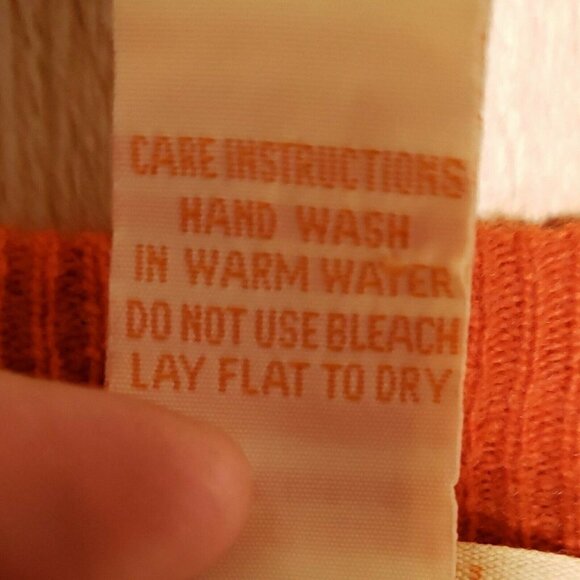 CARE INSTRUCTIONS
HAND WASH
IN WARM WATER
DO NOT USE BLEACH
LAY FLAT TO DRY